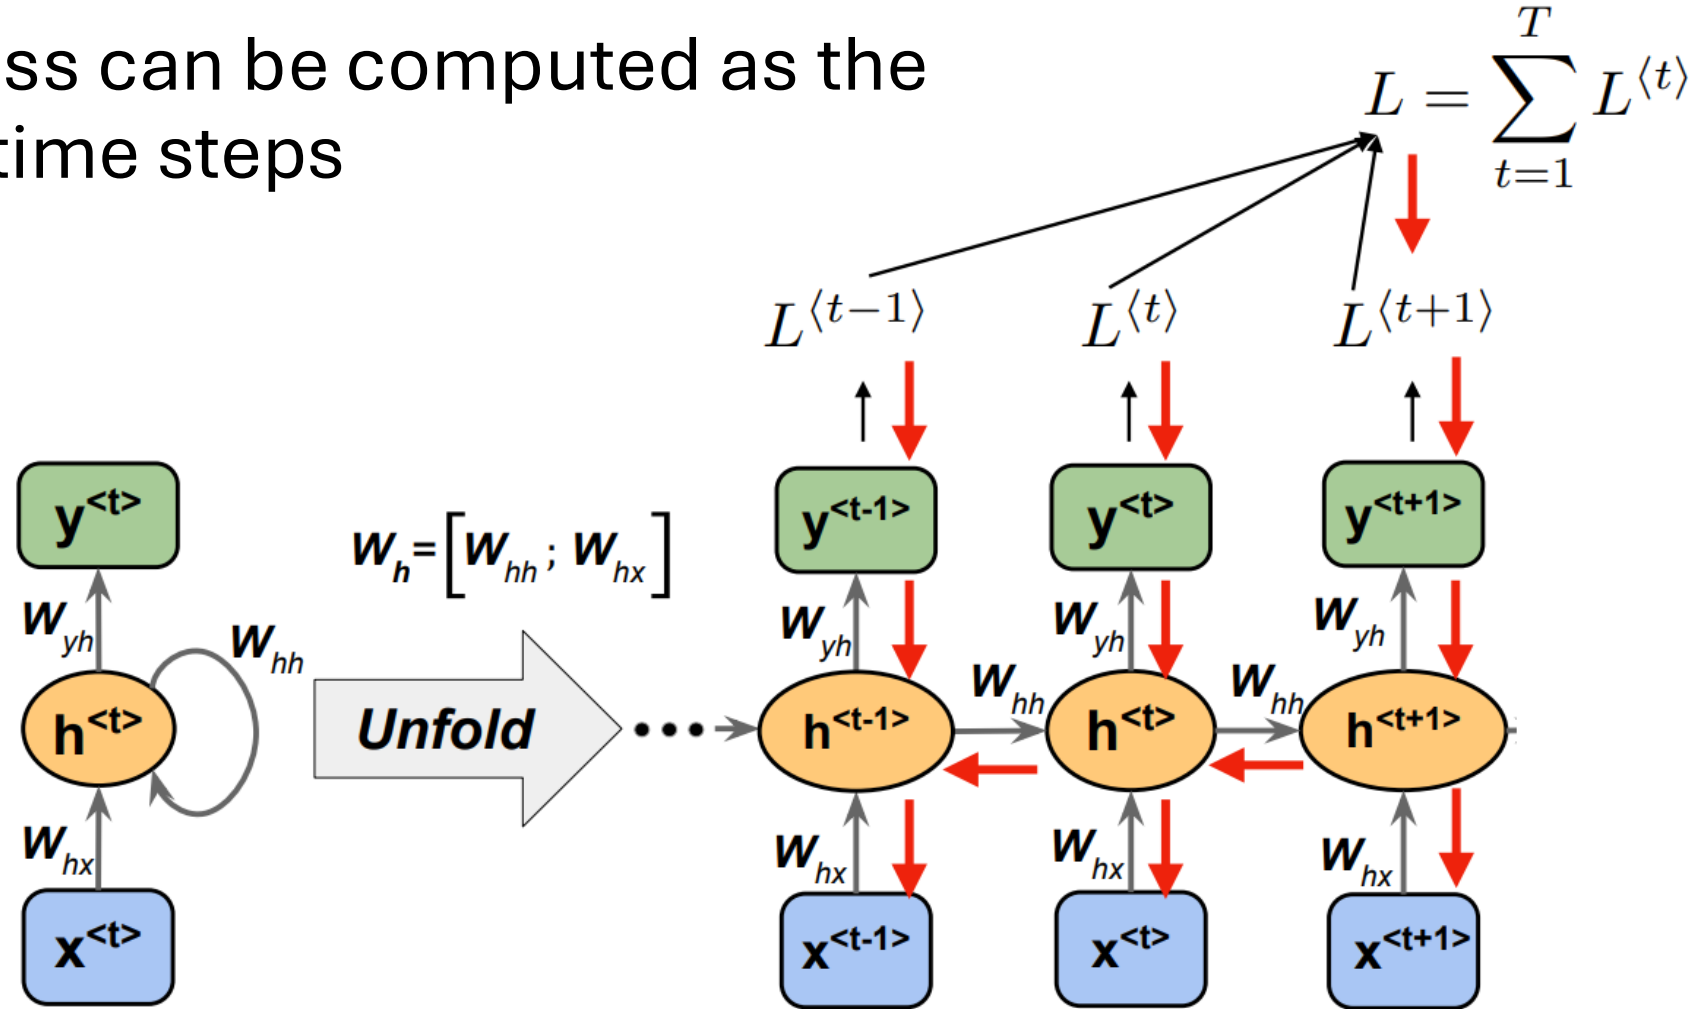 ss can be computed as the
time steps
T
L = ∑ L⟨t⟩
t=1
L⟨t−1⟩ L⟨t⟩ L⟨t+1⟩
y<t>
W_h=[W_hh ; W_hx]
y<t-1> y<t> y<t+1>
W_yh W_hh
W_yh W_yh W_yh
W_hh W_hh
h<t>
Unfold
••• h<t-1> h<t> h<t+1>
W_hx
W_hx W_hx W_hx
x<t>
x<t-1> x<t> x<t+1>